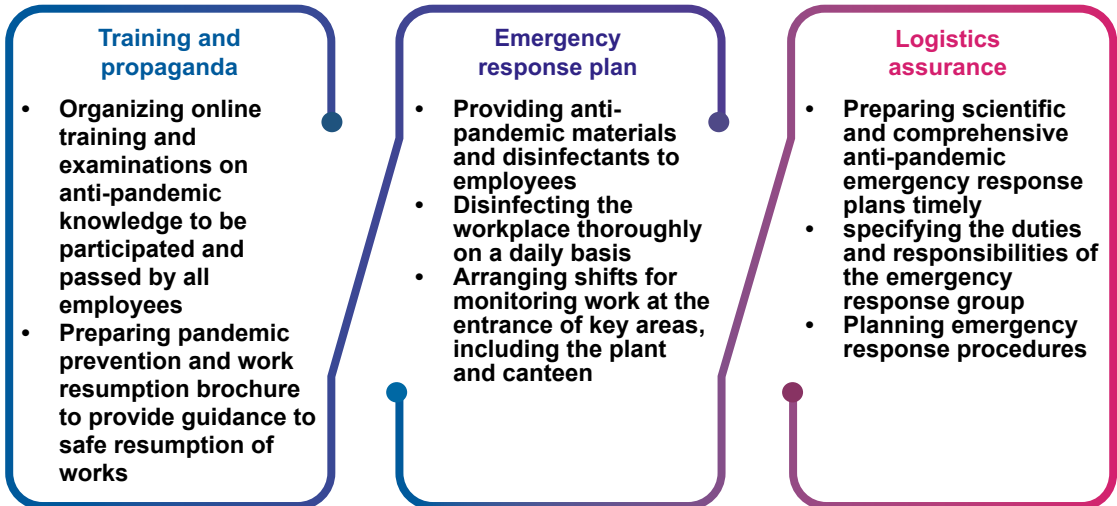 Training and
propaganda
• Organizing online
training and
examinations on
anti-pandemic
knowledge to be
participated and
passed by all
employees
• Preparing pandemic
prevention and work
resumption brochure
to provide guidance to
safe resumption of
works
Emergency
response plan
• Providing anti-
pandemic materials
and disinfectants to
employees
• Disinfecting the
workplace thoroughly
on a daily basis
• Arranging shifts for
monitoring work at the
entrance of key areas,
including the plant
and canteen
Logistics
assurance
• Preparing scientific
and comprehensive
anti-pandemic
emergency response
plans timely
• specifying the duties
and responsibilities of
the emergency
response group
• Planning emergency
response procedures